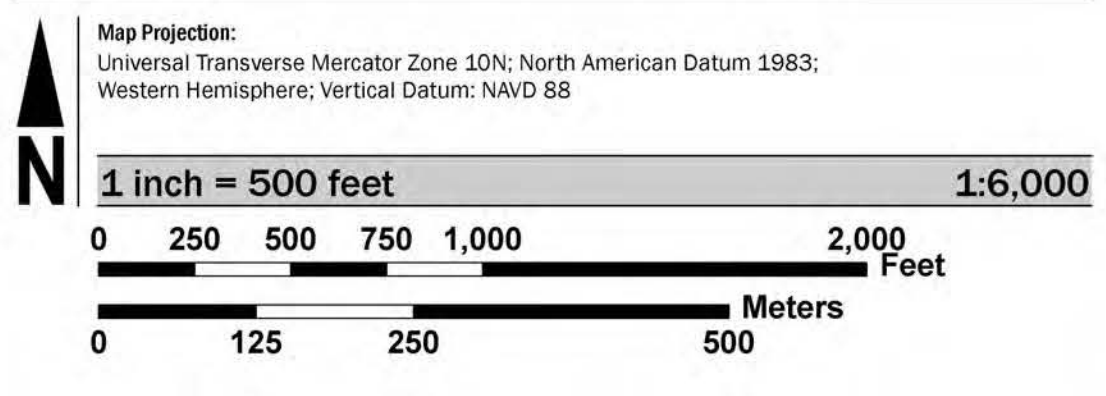 Map Projection:
Universal Transverse Mercator Zone 10N; North American Datum 1983;
Western Hemisphere; Vertical Datum: NAVD 88
N
1 inch = 500 feet 1:6,000
0 250 500 750 1,000 2,000
Feet
Meters
0 125 250 500